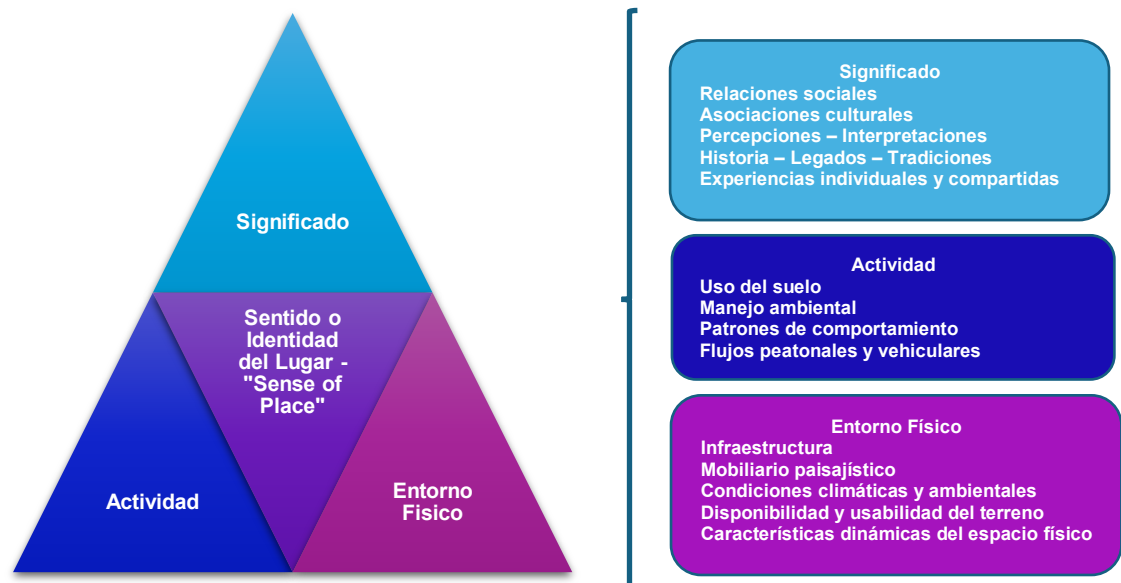 Significado
Sentido o
Identidad
del Lugar -
"Sense of
Place"
Actividad
Entorno
Fisico
Significado
Relaciones sociales
Asociaciones culturales
Percepciones – Interpretaciones
Historia – Legados – Tradiciones
Experiencias individuales y compartidas
Actividad
Uso del suelo
Manejo ambiental
Patrones de comportamiento
Flujos peatonales y vehiculares
Entorno Físico
Infraestructura
Mobiliario paisajístico
Condiciones climáticas y ambientales
Disponibilidad y usabilidad del terreno
Características dinámicas del espacio físico